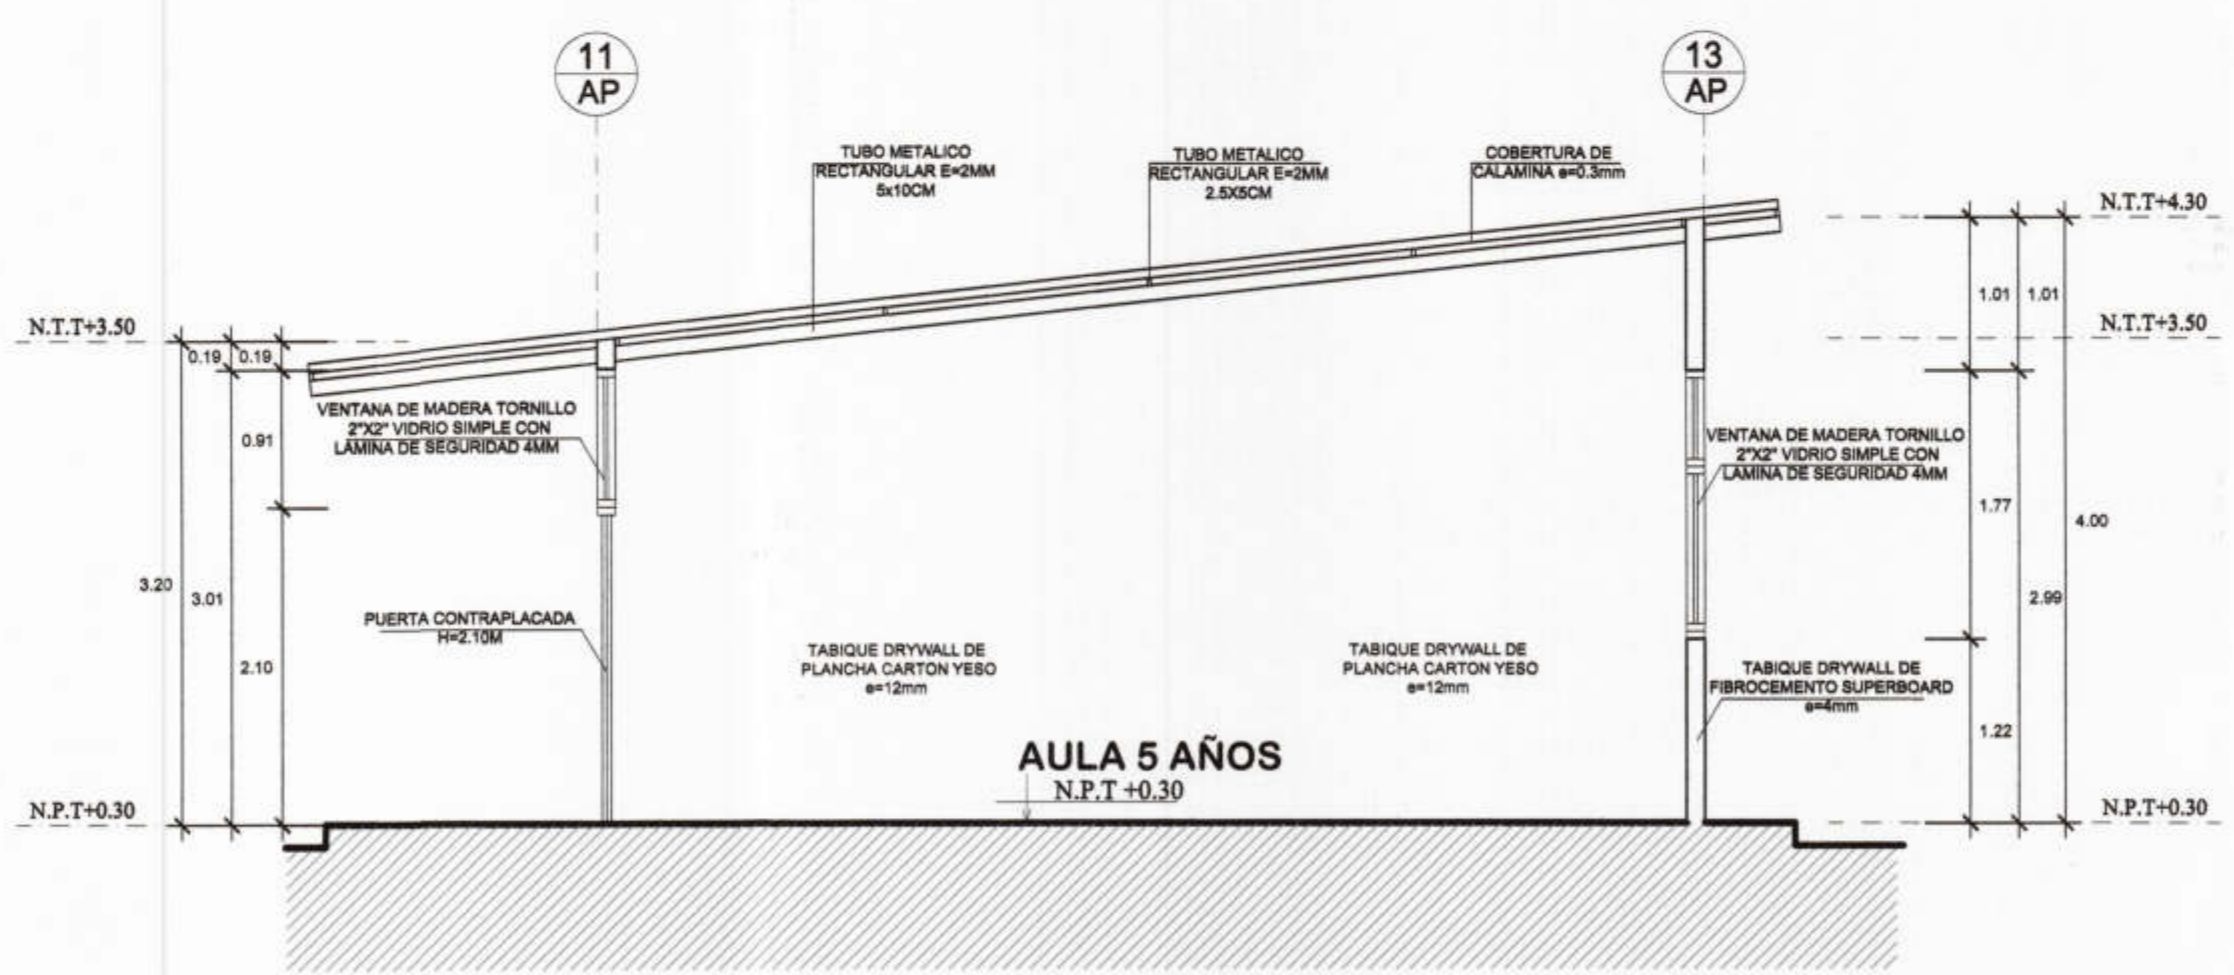 11
AP
13
AP
TUBO METALICO
RECTANGULAR E=2MM
5x10CM
TUBO METALICO
RECTANGULAR E=2MM
2.5X5CM
COBERTURA DE
CALAMINA e=0.3mm
N.T.T+4.30
N.T.T+3.50
N.T.T+3.50
0.19
0.19
1.01
1.01
VENTANA DE MADERA TORNILLO
2"X2" VIDRIO SIMPLE CON
LAMINA DE SEGURIDAD 4MM
0.91
VENTANA DE MADERA TORNILLO
2"X2" VIDRIO SIMPLE CON
LAMINA DE SEGURIDAD 4MM
1.77
4.00
3.20
3.01
2.99
PUERTA CONTRAPLACADA
H=2.10M
2.10
TABIQUE DRYWALL DE
PLANCHA CARTON YESO
e=12mm
TABIQUE DRYWALL DE
PLANCHA CARTON YESO
e=12mm
TABIQUE DRYWALL DE
FIBROCEMENTO SUPERBOARD
e=4mm
1.22
AULA 5 AÑOS
N.P.T +0.30
N.P.T+0.30
N.P.T+0.30